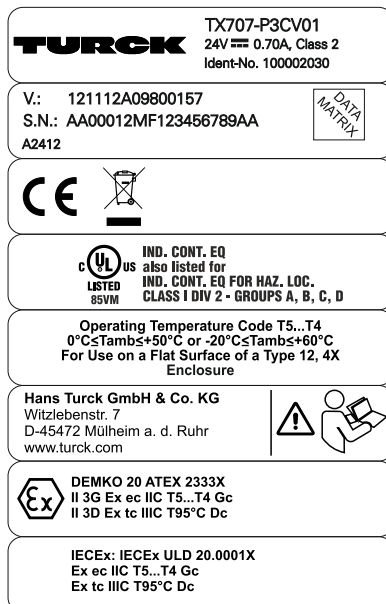 TURCK
TX707-P3CV01
24V 0.70A, Class 2
Ident-No. 100002030
V.: 121112A09800157
S.N.: AA00012MF123456789AA
A2412
DATA
MATRIX
CE
C UL US
LISTED
85VM
IND. CONT. EQ
also listed for
IND. CONT. EQ FOR HAZ. LOC.
CLASS I DIV 2 - GROUPS A, B, C, D
Operating Temperature Code T5...T4
0°C≤Tamb≤+50°C or -20°C≤Tamb≤+60°C
For Use on a Flat Surface of a Type 12, 4X
Enclosure
Hans Turck GmbH & Co. KG
Witzlebenstr. 7
D-45472 Mülheim a. d. Ruhr
www.turck.com
Ex
DEMKO 20 ATEX 2333X
II 3G Ex ec IIC T5...T4 Gc
II 3D Ex tc IIIC T95°C Dc
IECEx: IECEx ULD 20.0001X
Ex ec IIC T5...T4 Gc
Ex tc IIIC T95°C Dc